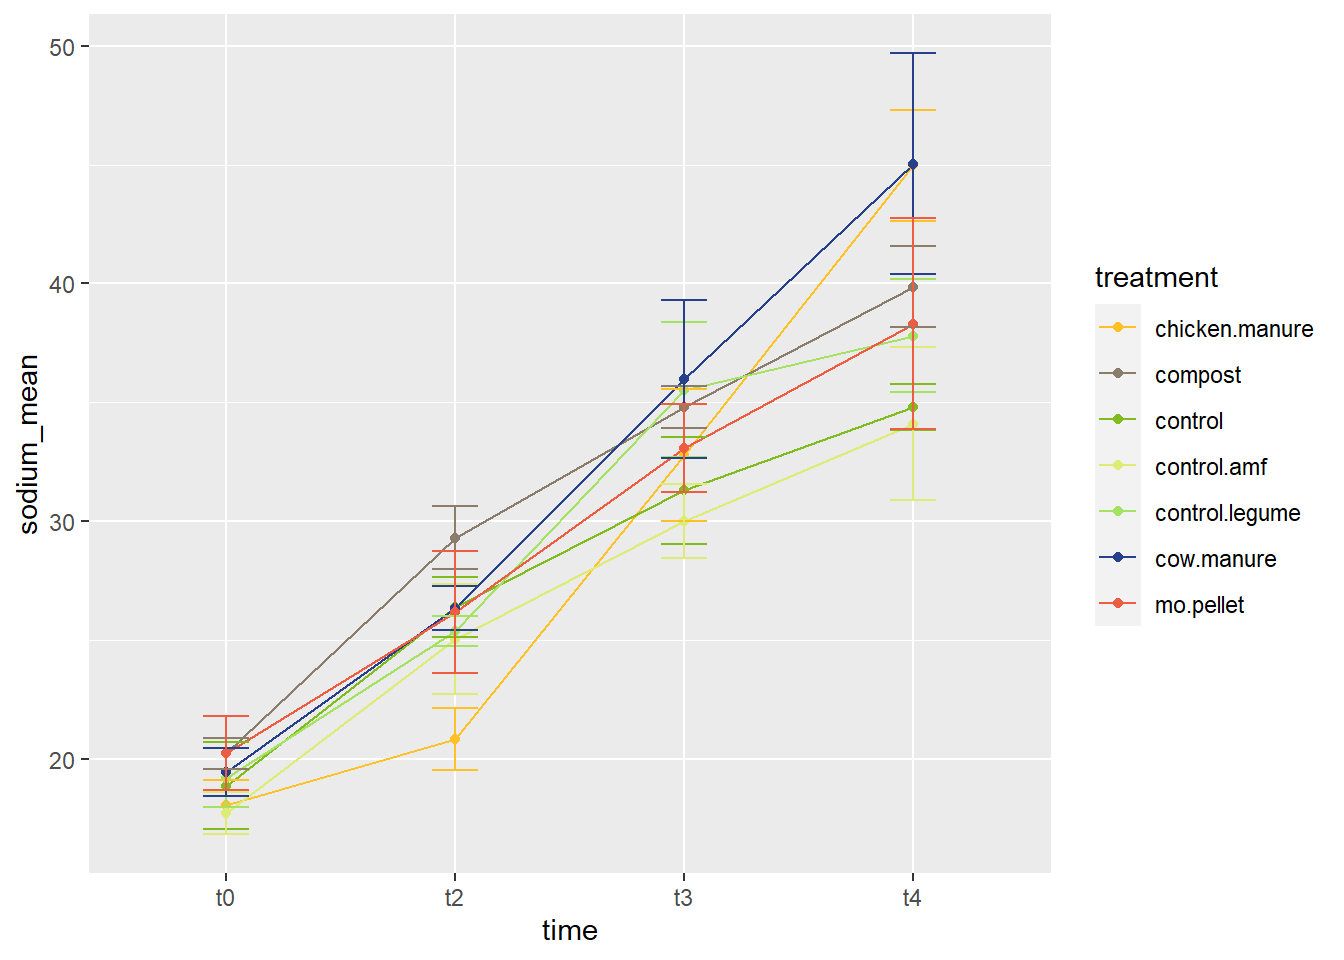 50
40
30
20
sodium_mean
t0 t2 t3 t4
time
treatment
chicken.manure
compost
control
control.amf
control.legume
cow.manure
mo.pellet